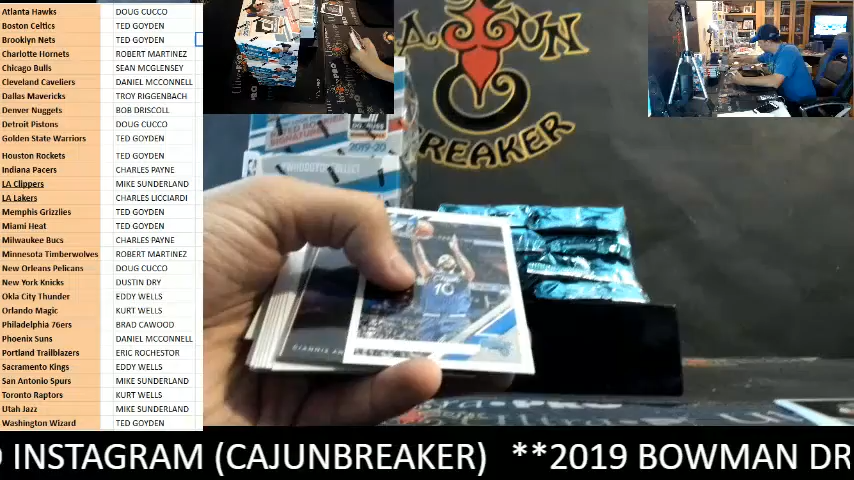 Atlanta Hawks DOUG CUCCO
Boston Celtics TED GOYDEN
Brooklyn Nets TED GOYDEN
Charlotte Hornets ROBERT MARTINEZ
Chicago Bulls SEAN MCGLENSEY
Cleveland Caveliers DANIEL MCCONNELL
Dallas Mavericks TROY RIGGENBACH
Denver Nuggets BOB DRISCOLL
Detroit Pistons DOUG CUCCO
Golden State Warriors TED GOYDEN
Houston Rockets TED GOYDEN
Indiana Pacers CHARLES PAYNE
LA Clippers MIKE SUNDERLAND
LA Lakers CHARLES LICCIARDI
Memphis Grizzlies TED GOYDEN
Miami Heat TED GOYDEN
Milwaukee Bucs CHARLES PAYNE
Minnesota Timberwolves ROBERT MARTINEZ
New Orleans Pelicans DOUG CUCCO
New York Knicks DUSTIN DRY
Okla City Thunder EDDY WELLS
Orlando Magic KURT WELLS
Philadelphia 76ers BRAD CAWOOD
Phoenix Suns DANIEL MCCONNELL
Portland Trailblazers ERIC ROCHESTOR
Sacramento Kings EDDY WELLS
San Antonio Spurs MIKE SUNDERLAND
Toronto Raptors KURT WELLS
Utah Jazz MIKE SUNDERLAND
Washington Wizard TED GOYDEN
BREAKER
2019-20
#WHODOYOUCOLLECT
10
GIANNIS
INSTAGRAM (CAJUNBREAKER) **2019 BOWMAN DR